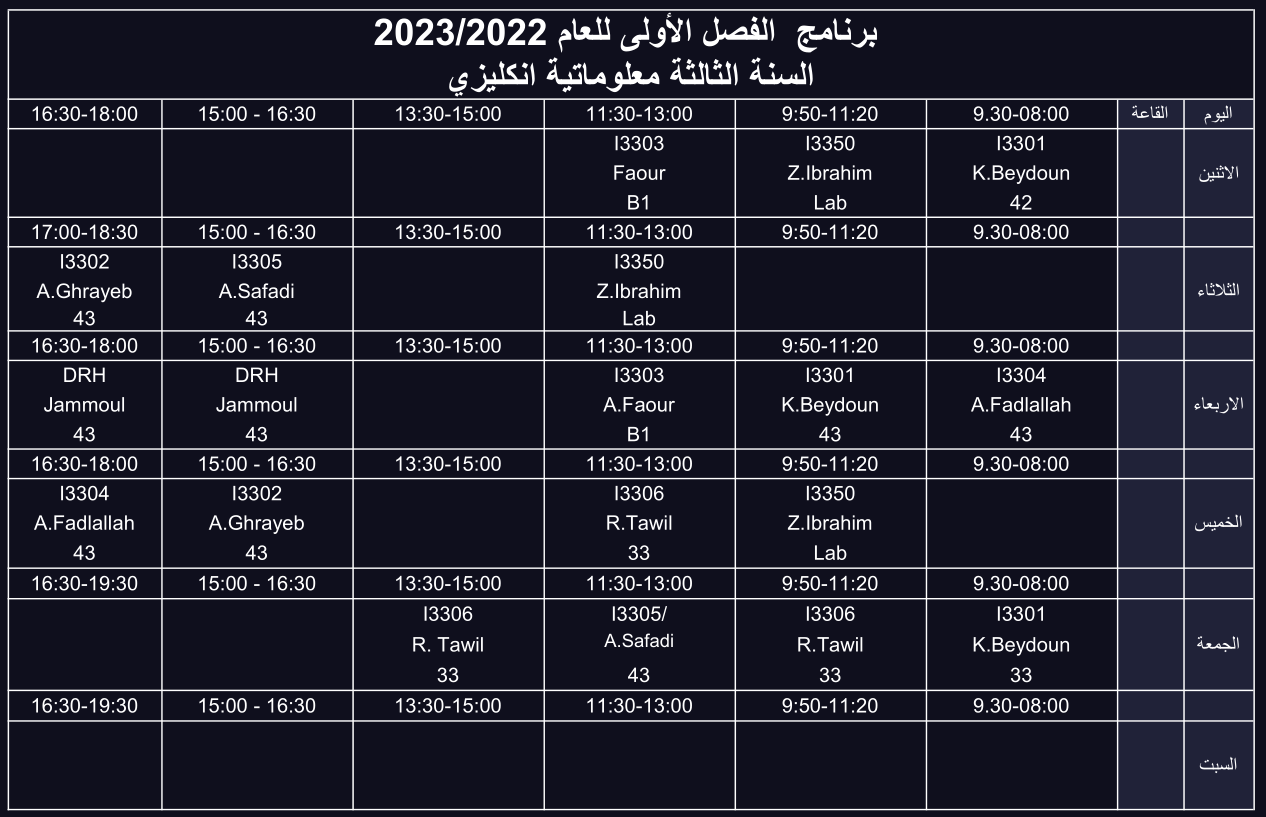 برنامج الفصل الأولى للعام 2023/2022
السنة الثالثة معلوماتية انكليزي
اليوم القاعة 9.30-08:00 9:50-11:20 11:30-13:00 13:30-15:00 15:00 - 16:30 16:30-18:00
الاثنين
I3301 I3350 I3303
K.Beydoun Z.Ibrahim Faour
42 Lab B1
9.30-08:00 9:50-11:20 11:30-13:00 13:30-15:00 15:00 - 16:30 17:00-18:30
الثلاثاء
I3350 I3305 I3302
Z.Ibrahim A.Safadi A.Ghrayeb
Lab 43 43
9.30-08:00 9:50-11:20 11:30-13:00 13:30-15:00 15:00 - 16:30 16:30-18:00
الاربعاء
I3304 I3301 I3303 DRH DRH
A.Fadlallah K.Beydoun A.Faour Jammoul Jammoul
43 43 B1 43 43
9.30-08:00 9:50-11:20 11:30-13:00 13:30-15:00 15:00 - 16:30 16:30-18:00
الخميس
I3350 I3306 I3302 I3304
Z.Ibrahim R.Tawil A.Ghrayeb A.Fadlallah
Lab 33 43 43
9.30-08:00 9:50-11:20 11:30-13:00 13:30-15:00 15:00 - 16:30 16:30-19:30
الجمعة
I3301 I3306 I3305/ I3306
K.Beydoun R.Tawil A.Safadi R. Tawil
33 33 43 33
9.30-08:00 9:50-11:20 11:30-13:00 13:30-15:00 15:00 - 16:30 16:30-19:30
السبت